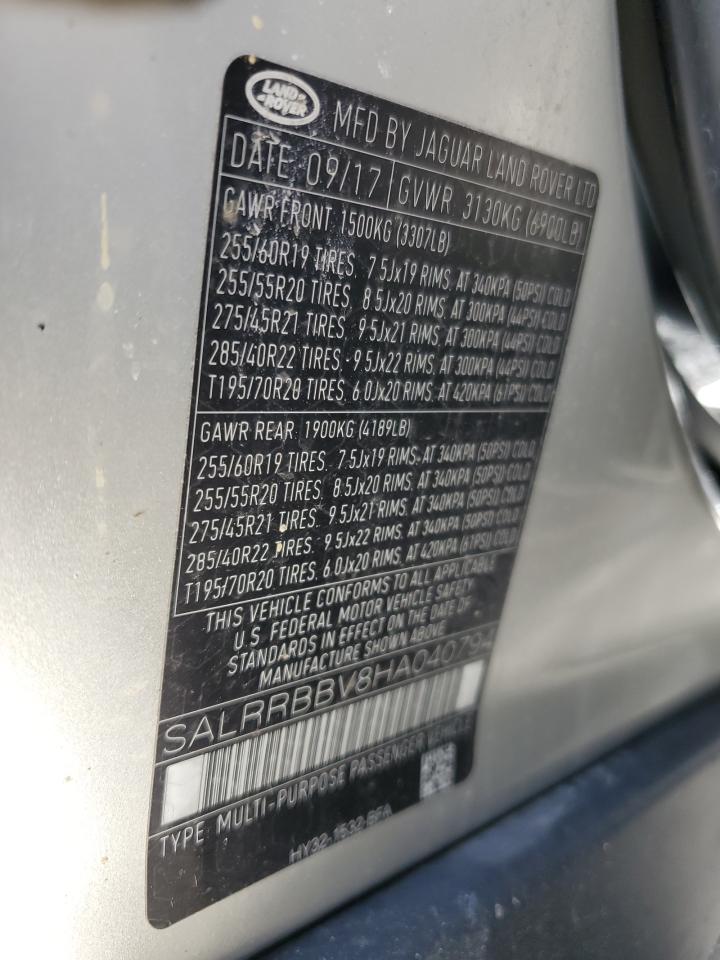 LAND
ROVER
MFD BY JAGUAR LAND ROVER LTD
DATE 09/17 GVWR 3130KG (6900LB)
GAWR FRONT 1500KG (3307LB)
255/60R19 TIRES, 7.5Jx19 RIMS, AT 340KPA (50PSI) COLD
255/55R20 TIRES, 8.5Jx20 RIMS, AT 300KPA (44PSI) COLD
275/45R21 TIRES, 9.5Jx21 RIMS, AT 300KPA (44PSI) COLD
285/40R22 TIRES, 9.5Jx22 RIMS, AT 300KPA (44PSI) COLD
T195/70R20 TIRES, 6.0Jx20 RIMS, AT 420KPA (61PSI) COLD
GAWR REAR 1900KG (4189LB)
255/60R19 TIRES, 7.5Jx19 RIMS, AT 340KPA (50PSI) COLD
255/55R20 TIRES, 8.5Jx20 RIMS, AT 340KPA (50PSI) COLD
275/45R21 TIRES, 9.5Jx21 RIMS, AT 340KPA (50PSI) COLD
285/40R22 TIRES, 9.5Jx22 RIMS, AT 340KPA (50PSI) COLD
T195/70R20 TIRES, 6.0Jx20 RIMS, AT 420KPA (61PSI) COLD
THIS VEHICLE CONFORMS TO ALL APPLICABLE
U.S. FEDERAL MOTOR VEHICLE SAFETY
STANDARDS IN EFFECT ON THE DATE OF
MANUFACTURE SHOWN ABOVE
SALRRBBV8HA040794
TYPE MULTI-PURPOSE PASSENGER VEHICLE
HY32-1532-BFA